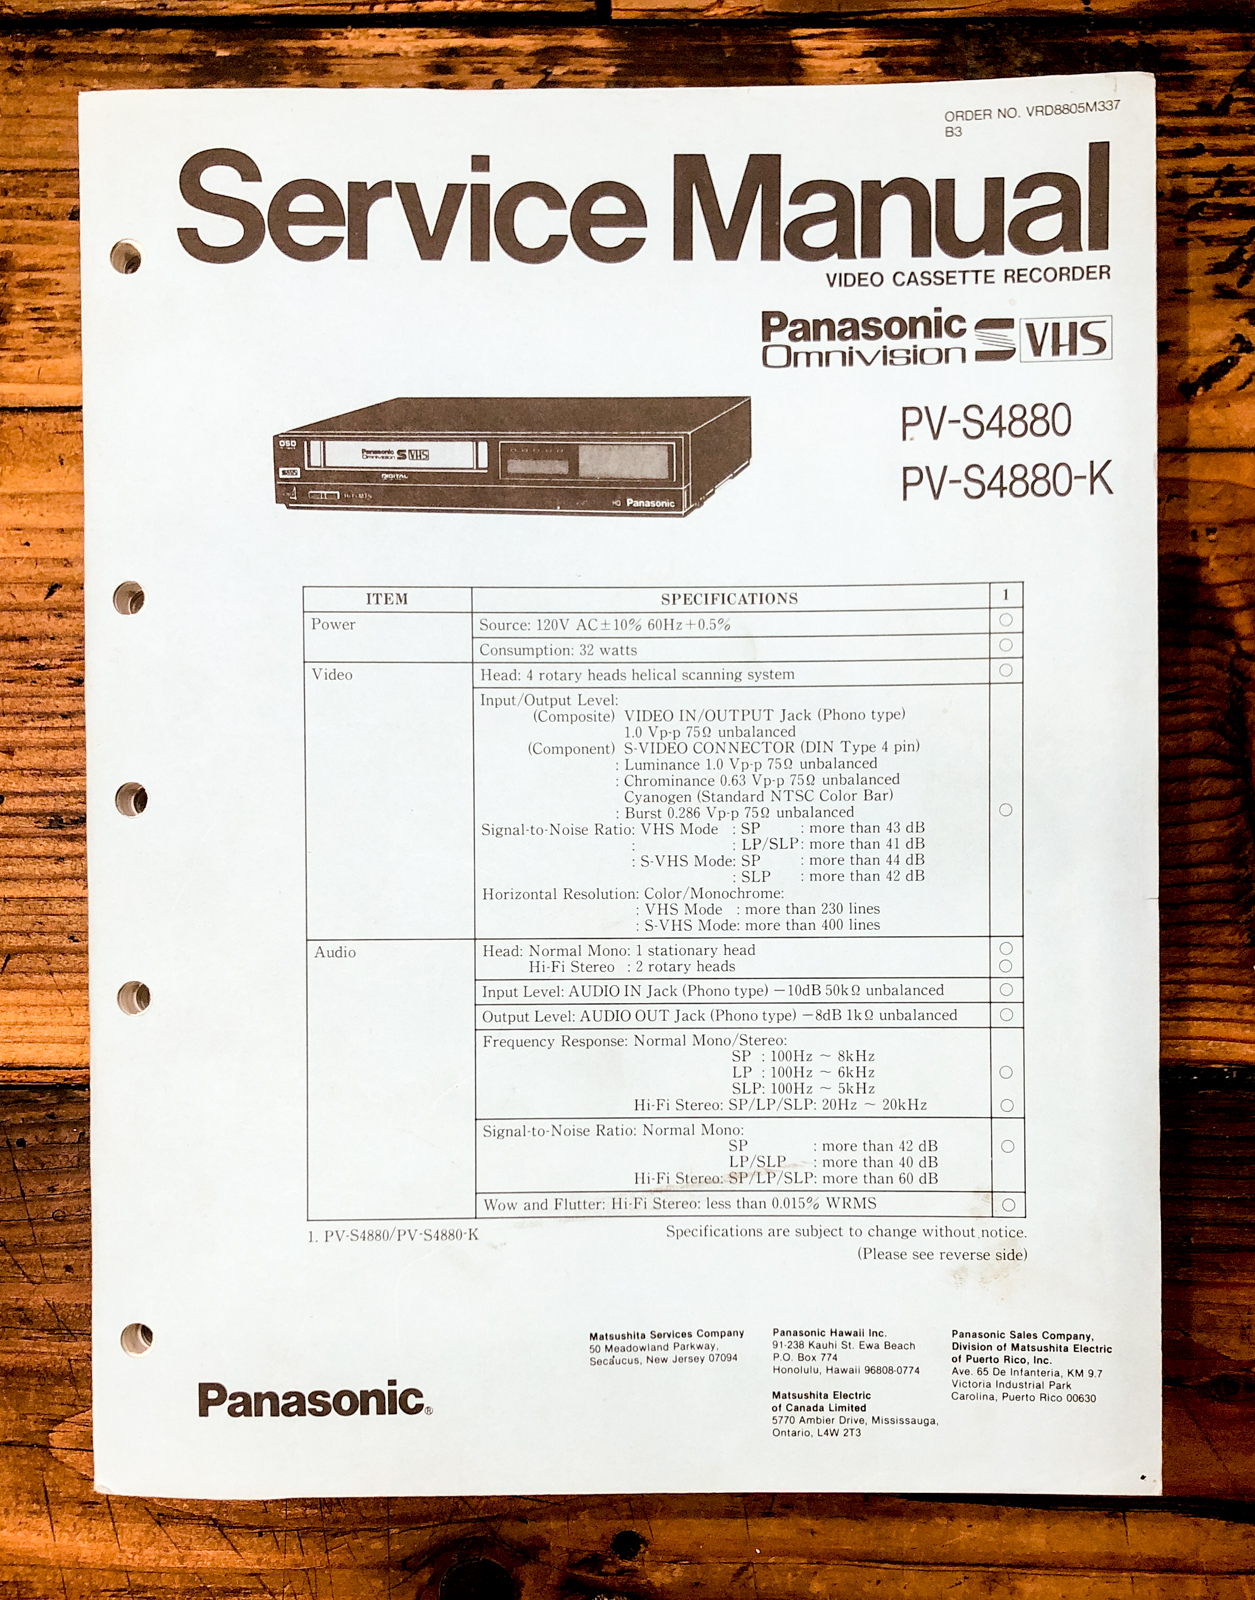 ORDER NO. VRD8805M337
B3
Service Manual
VIDEO CASSETTE RECORDER
Panasonic
Omnivision S VHS
PV-S4880
PV-S4880-K
Panasonic
Omnivision S VHS
DIGITAL
HQ Panasonic
ITEM SPECIFICATIONS 1
Power Source: 120V AC±10% 60Hz+0.5% ○
Consumption: 32 watts ○
Video Head: 4 rotary heads helical scanning system ○
Input/Output Level:
(Composite) VIDEO IN/OUTPUT Jack (Phono type)
1.0 Vp-p 75Ω unbalanced
(Component) S-VIDEO CONNECTOR (DIN Type 4 pin)
: Luminance 1.0 Vp-p 75Ω unbalanced
: Chrominance 0.63 Vp-p 75Ω unbalanced
Cyanogen (Standard NTSC Color Bar)
: Burst 0.286 Vp-p 75Ω unbalanced ○
Signal-to-Noise Ratio: VHS Mode : SP : more than 43 dB
: : LP/SLP: more than 41 dB
: S-VHS Mode: SP : more than 44 dB
: SLP : more than 42 dB
Horizontal Resolution: Color/Monochrome:
: VHS Mode : more than 230 lines
: S-VHS Mode: more than 400 lines
Audio Head: Normal Mono: 1 stationary head ○
Hi-Fi Stereo : 2 rotary heads ○
Input Level: AUDIO IN Jack (Phono type) −10dB 50kΩ unbalanced ○
Output Level: AUDIO OUT Jack (Phono type) −8dB 1kΩ unbalanced ○
Frequency Response: Normal Mono/Stereo:
SP : 100Hz ~ 8kHz
LP : 100Hz ~ 6kHz ○
SLP: 100Hz ~ 5kHz
Hi-Fi Stereo: SP/LP/SLP: 20Hz ~ 20kHz ○
Signal-to-Noise Ratio: Normal Mono:
SP : more than 42 dB ○
LP/SLP : more than 40 dB
Hi-Fi Stereo: SP/LP/SLP: more than 60 dB
Wow and Flutter: Hi-Fi Stereo: less than 0.015% WRMS ○
1. PV-S4880/PV-S4880-K Specifications are subject to change without notice.
(Please see reverse side)
Panasonic®
Matsushita Services Company
50 Meadowland Parkway,
Secaucus, New Jersey 07094
Panasonic Hawaii Inc.
91-238 Kauhi St. Ewa Beach
P.O. Box 774
Honolulu, Hawaii 96808-0774
Matsushita Electric
of Canada Limited
5770 Ambler Drive, Mississauga,
Ontario, L4W 2T3
Panasonic Sales Company,
Division of Matsushita Electric
of Puerto Rico, Inc.
Ave. 65 De Infanteria, KM 9.7
Victoria Industrial Park
Carolina, Puerto Rico 00630